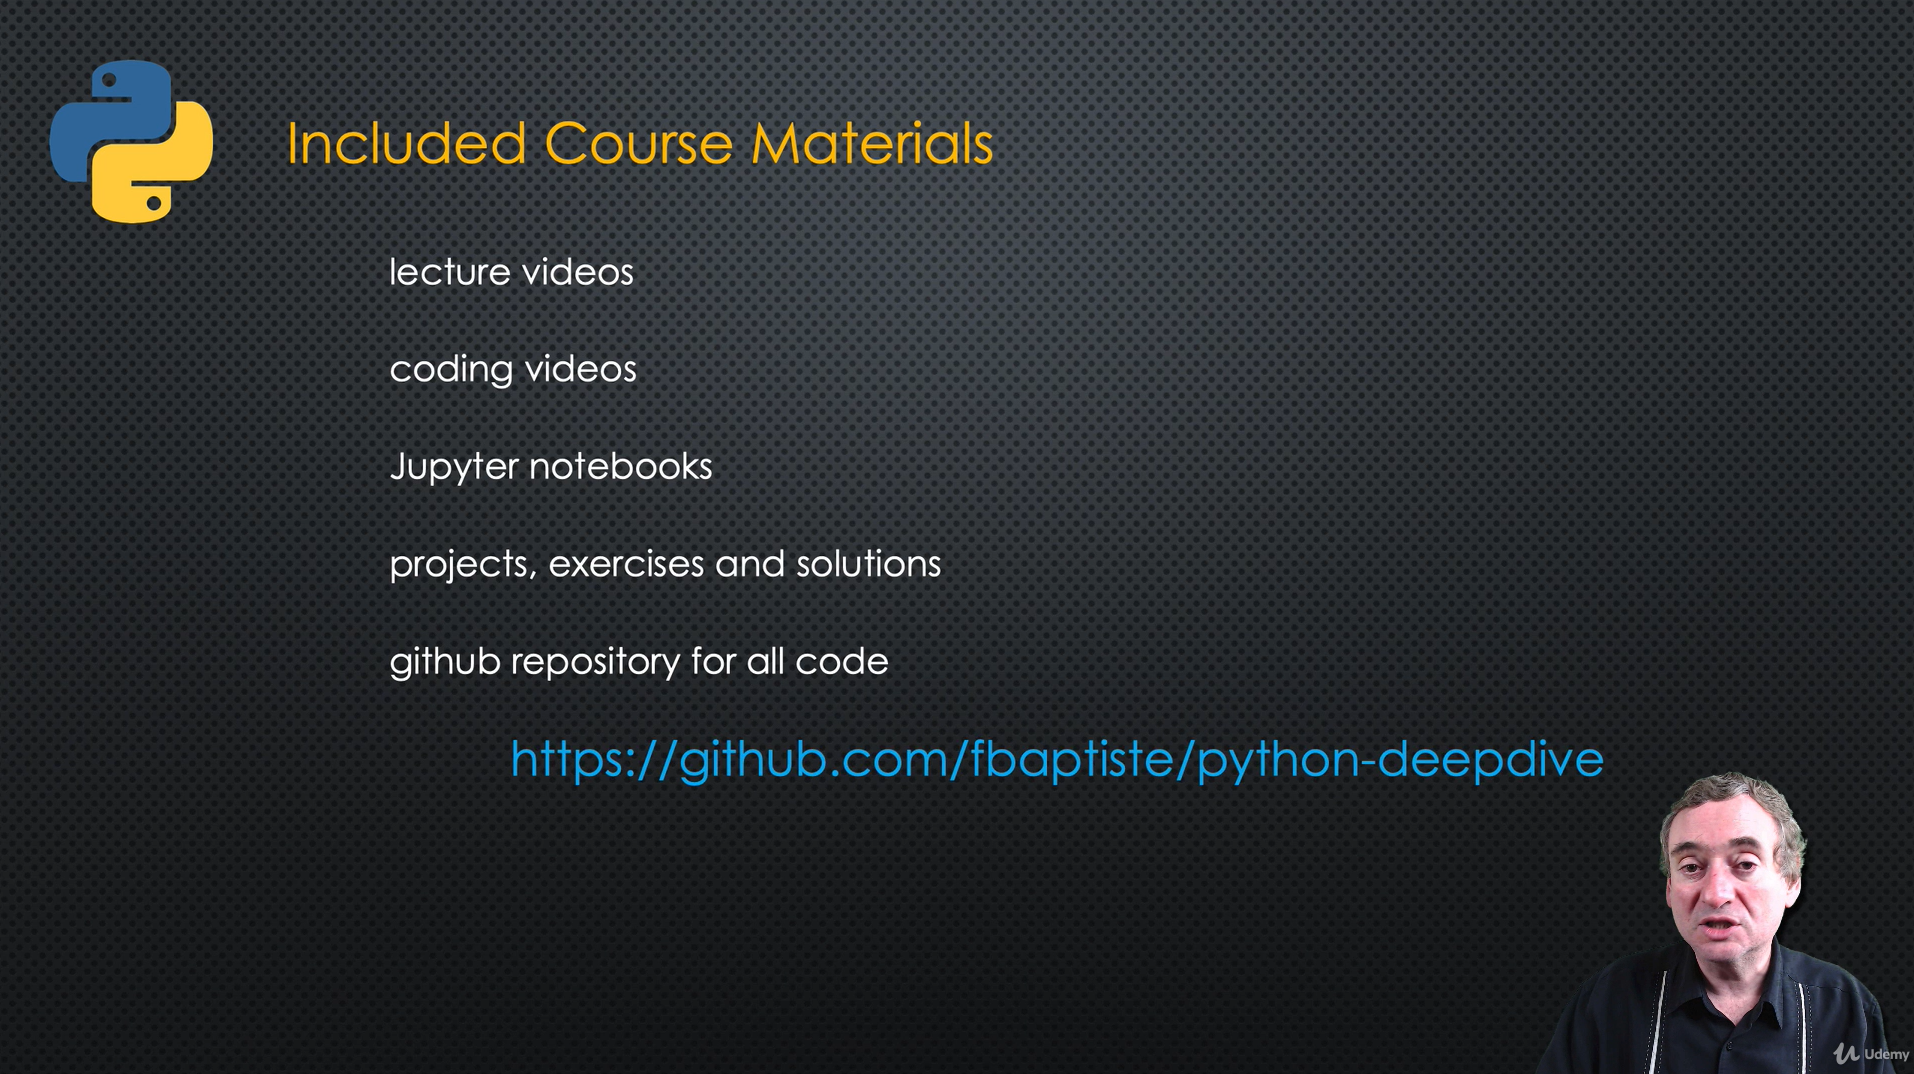 Included Course Materials
lecture videos
coding videos
Jupyter notebooks
projects, exercises and solutions
github repository for all code
https://github.com/fbaptiste/python-deepdive
Udemy